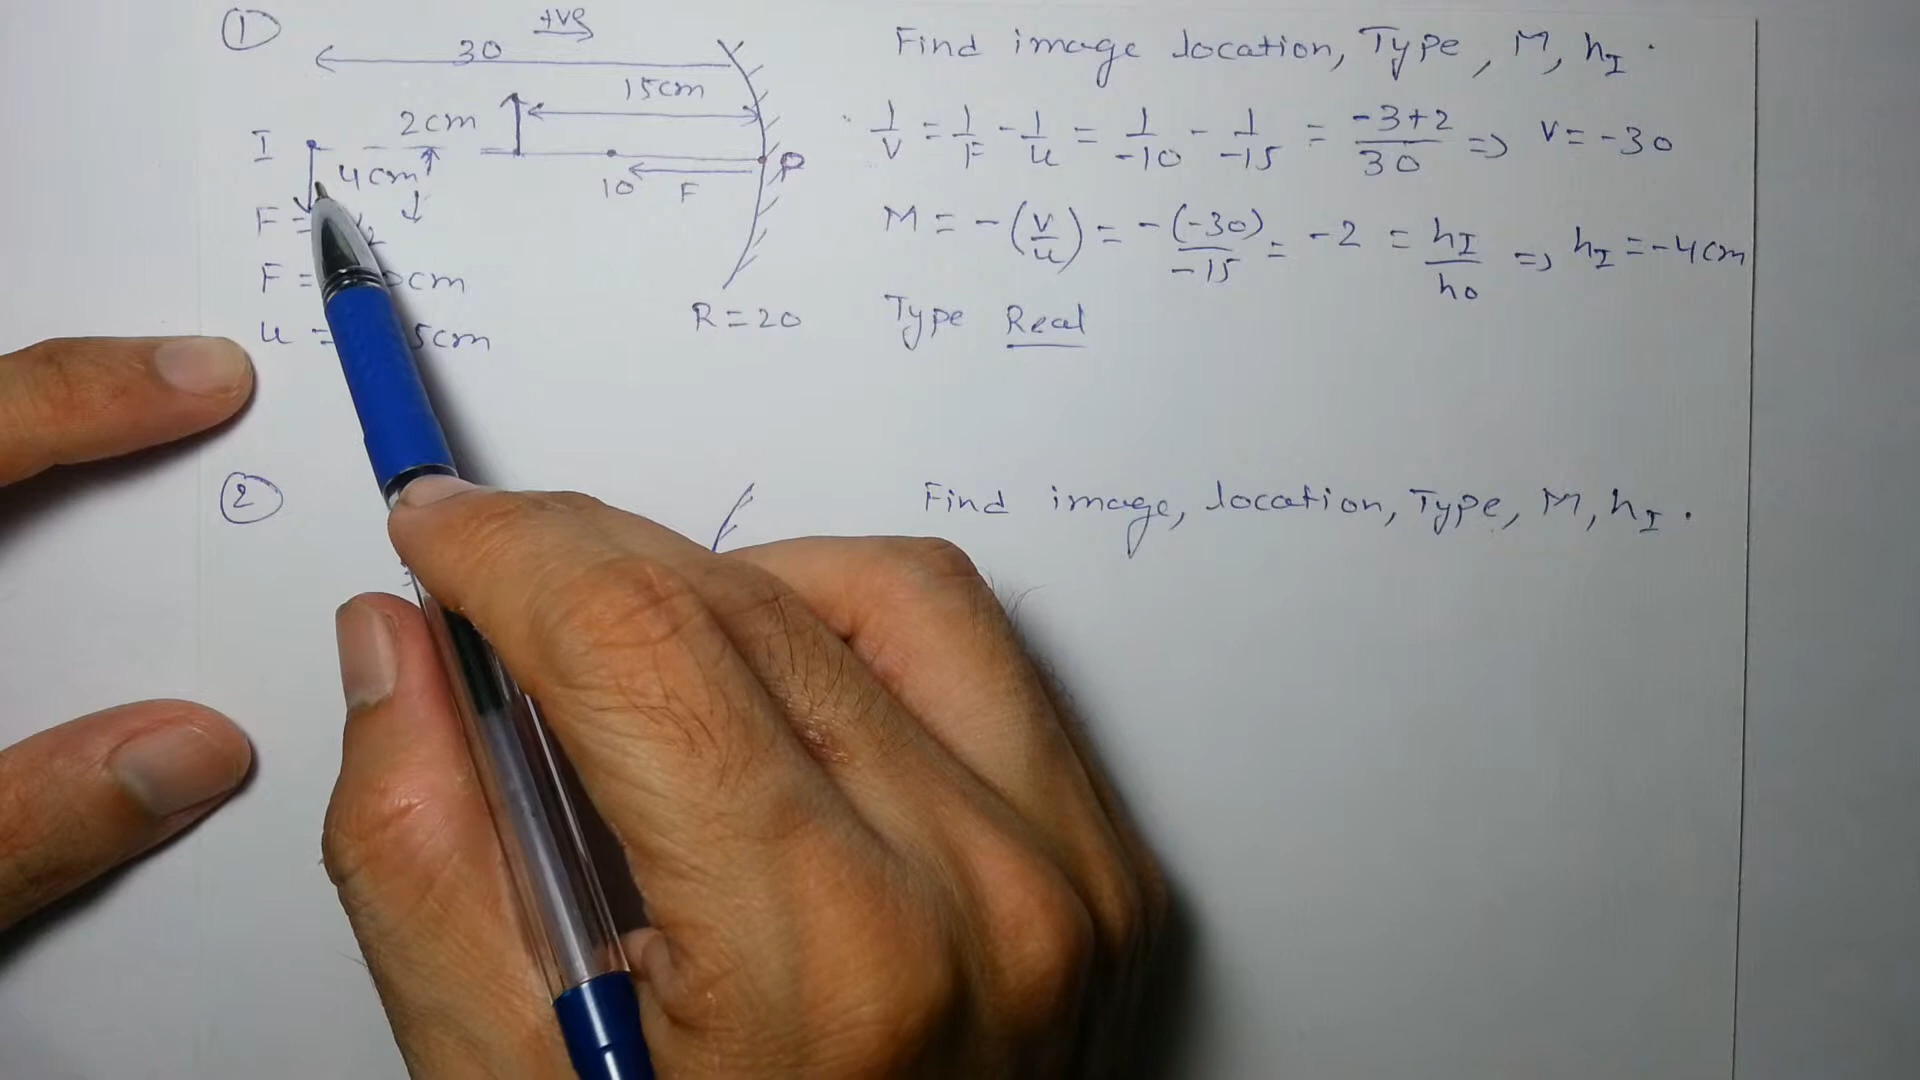 ① +ve
30
15cm
2cm
I
4cm
10 F P
F =
F = 0cm
u = 5cm
R = 20
Find image location, Type, M, hI.
1/v = 1/F - 1/u = 1/-10 - 1/-15 = -3+2/30 => V = -30
M = -(v/u) = -(-30)/-15 = -2 = hI/ho => hI = -4cm
Type Real
② Find image, location, Type, M, hI.